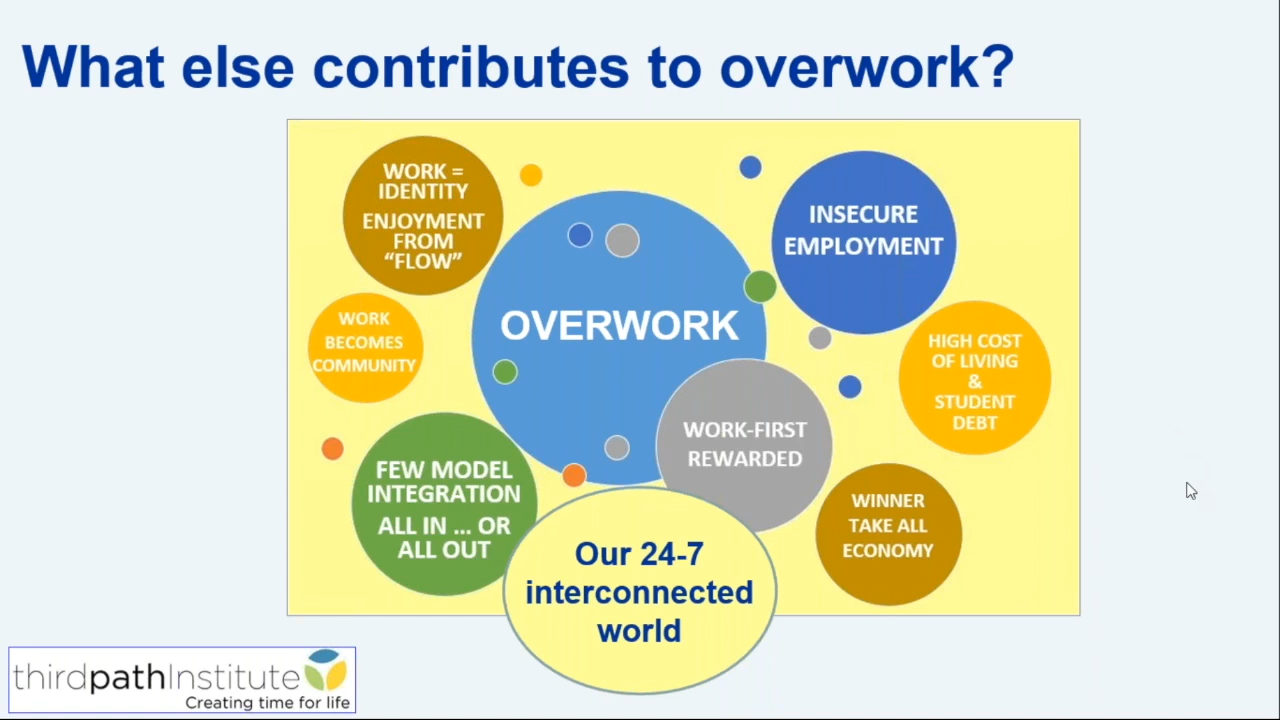 What else contributes to overwork?
WORK =
IDENTITY
ENJOYMENT
FROM
“FLOW”
INSECURE
EMPLOYMENT
OVERWORK
WORK
BECOMES
COMMUNITY
HIGH COST
OF LIVING
&
STUDENT
DEBT
WORK-FIRST
REWARDED
FEW MODEL
INTEGRATION
ALL IN ... OR
ALL OUT
WINNER
TAKE ALL
ECONOMY
Our 24-7
interconnected
world
thirdpathInstitute
Creating time for life